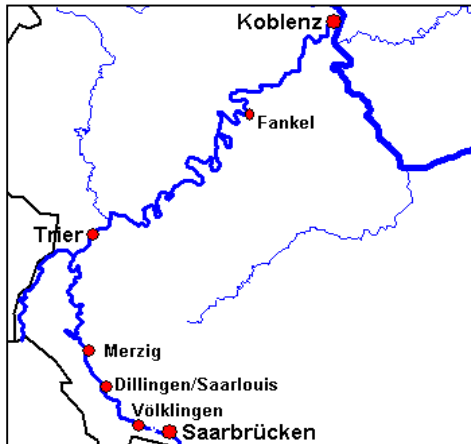 Koblenz
Fankel
Trier
Merzig
Dillingen/Saarlouis
Völklingen
Saarbrücken